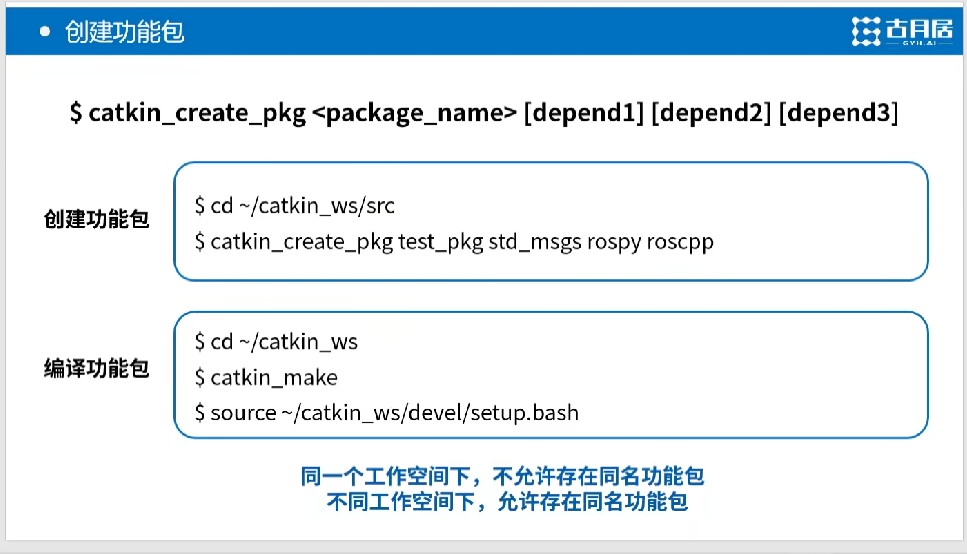 创建功能包
古月居
GYH.AI
$ catkin_create_pkg <package_name> [depend1] [depend2] [depend3]
创建功能包
$ cd ~/catkin_ws/src
$ catkin_create_pkg test_pkg std_msgs rospy roscpp
编译功能包
$ cd ~/catkin_ws
$ catkin_make
$ source ~/catkin_ws/devel/setup.bash
同一个工作空间下，不允许存在同名功能包
不同工作空间下，允许存在同名功能包